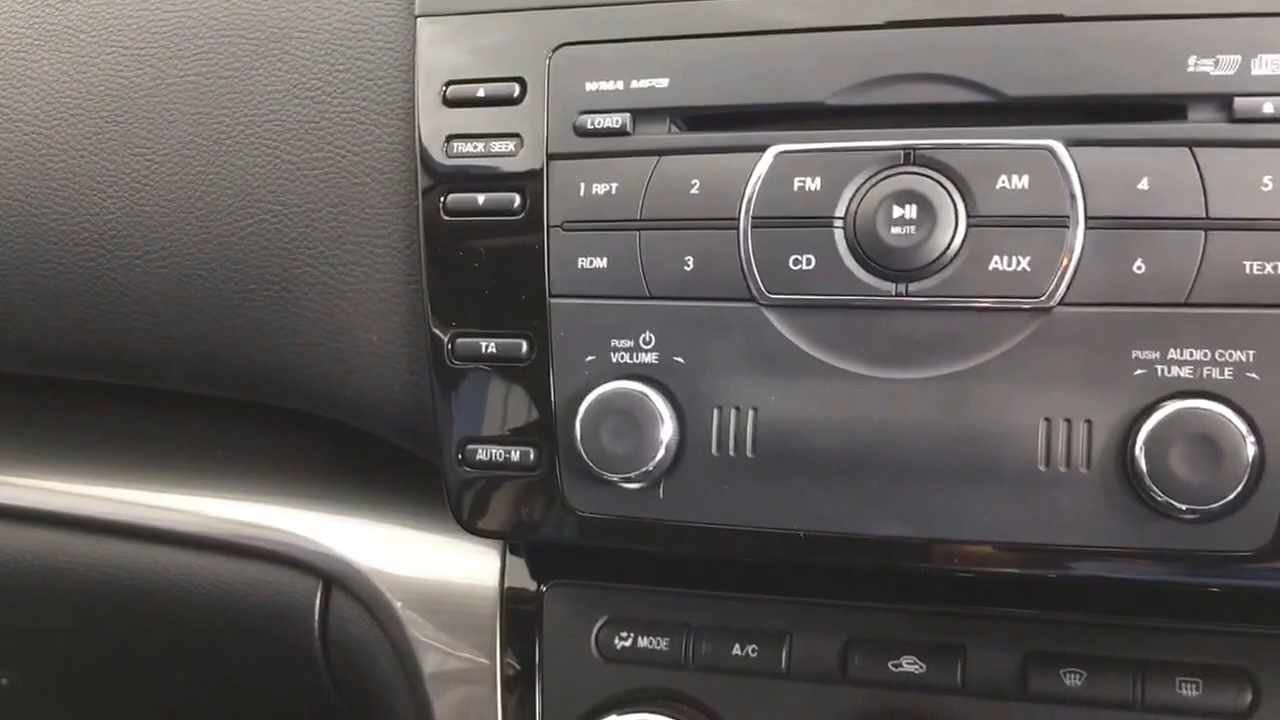 WMA MP3
LOAD
TRACK/SEEK
1 RPT 2 FM AM 4 5
MUTE
RDM 3 CD AUX 6 TEXT
TA
PUSH
VOLUME
PUSH AUDIO CONT
TUNE/FILE
AUTO-M
MODE A/C